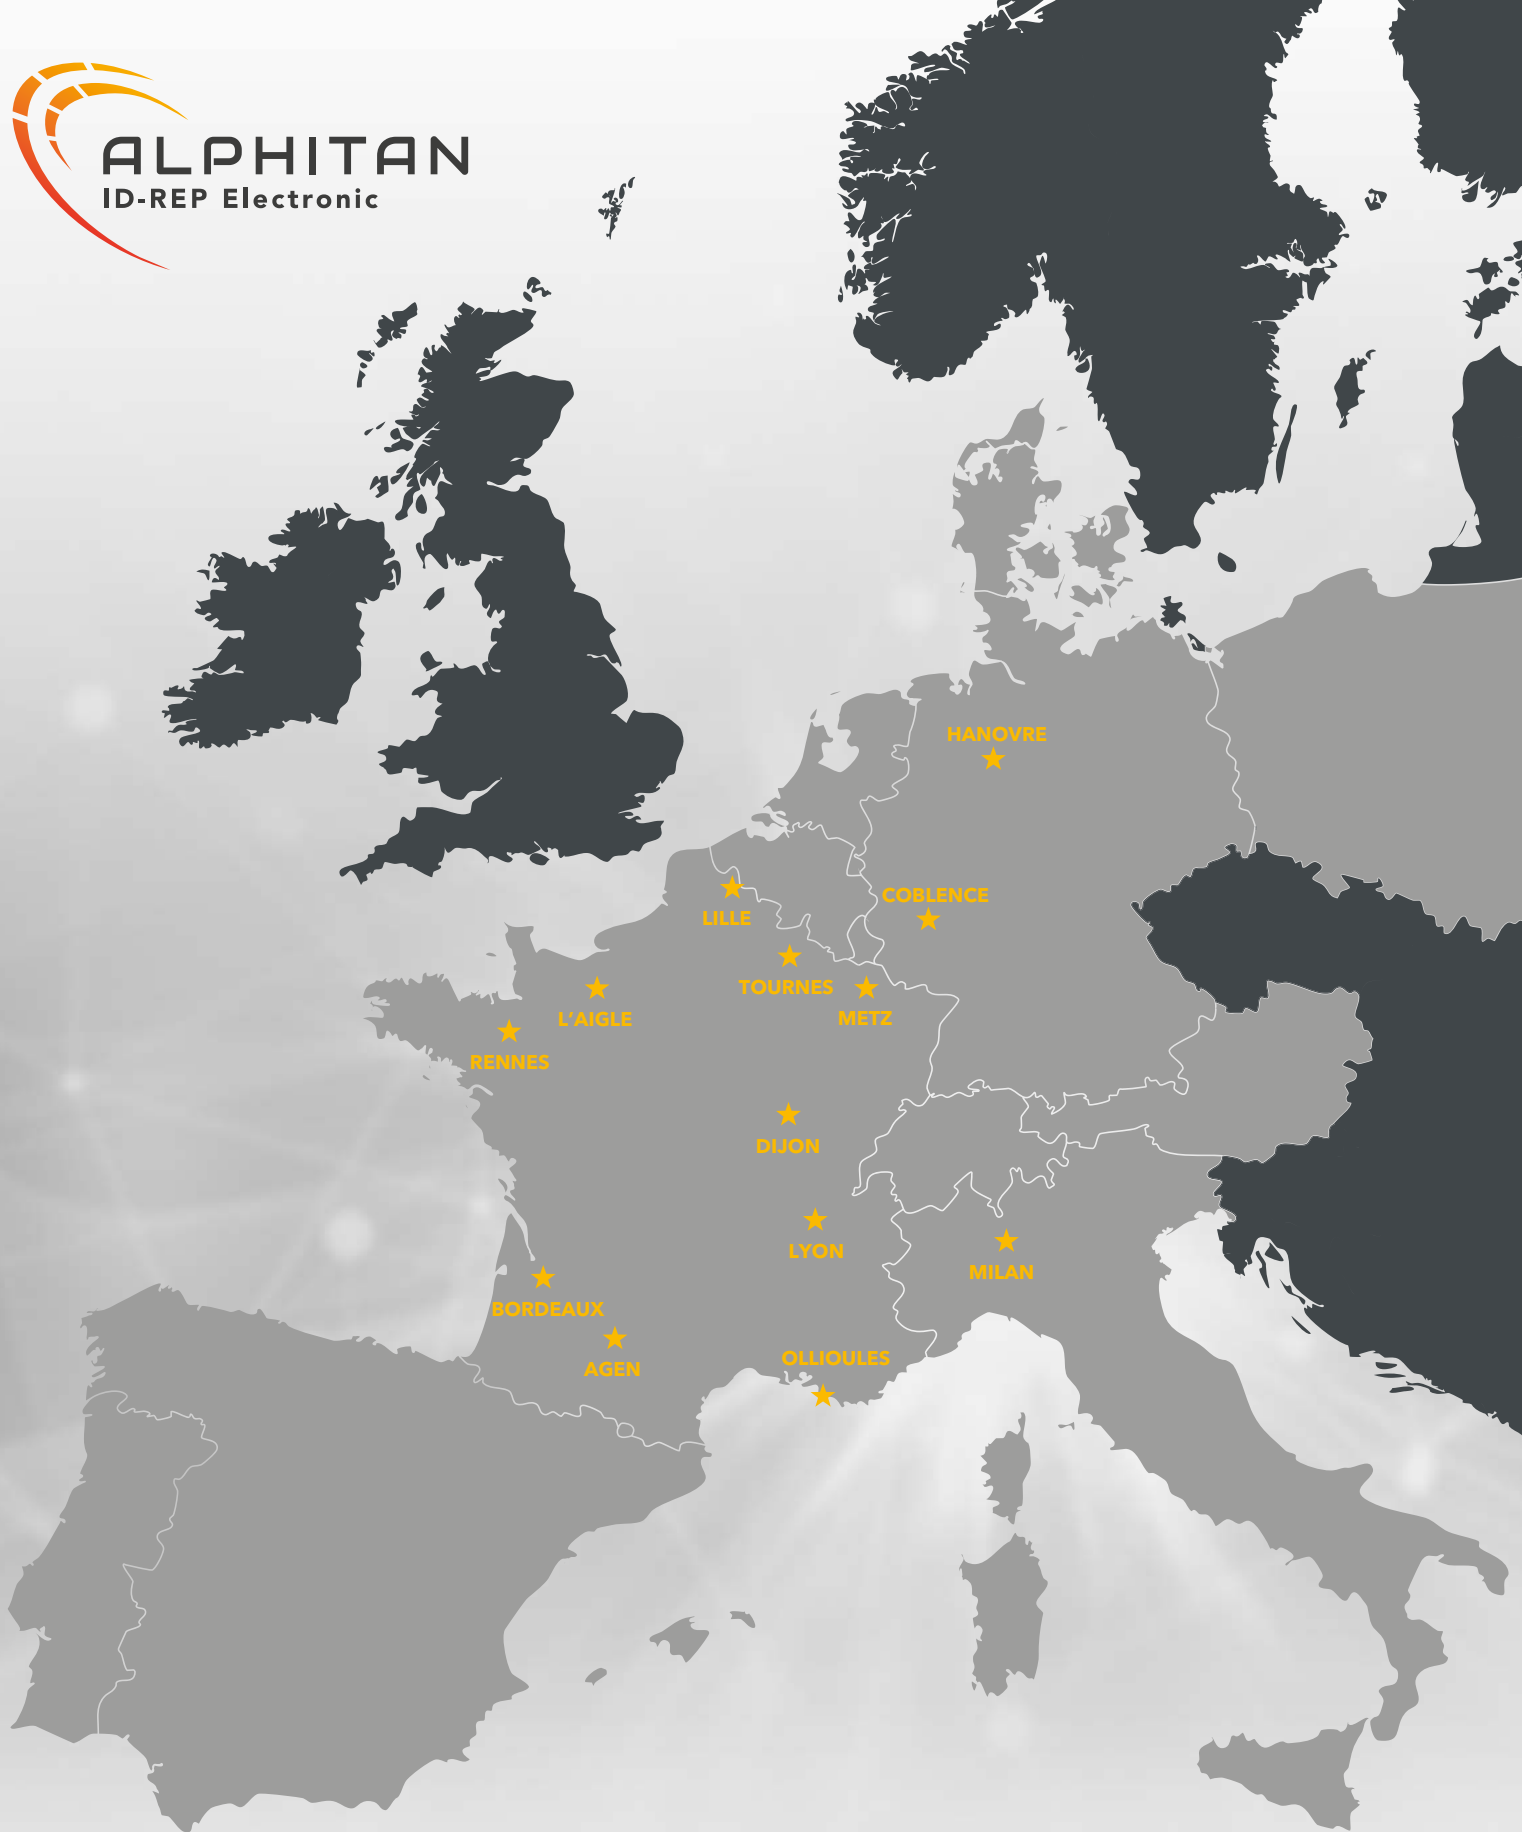 ALPHITAN
ID-REP Electronic
HANOVRE
COBLENCE
LILLE
TOURNES
METZ
L'AIGLE
RENNES
DIJON
LYON
MILAN
BORDEAUX
OLLIOULES
AGEN